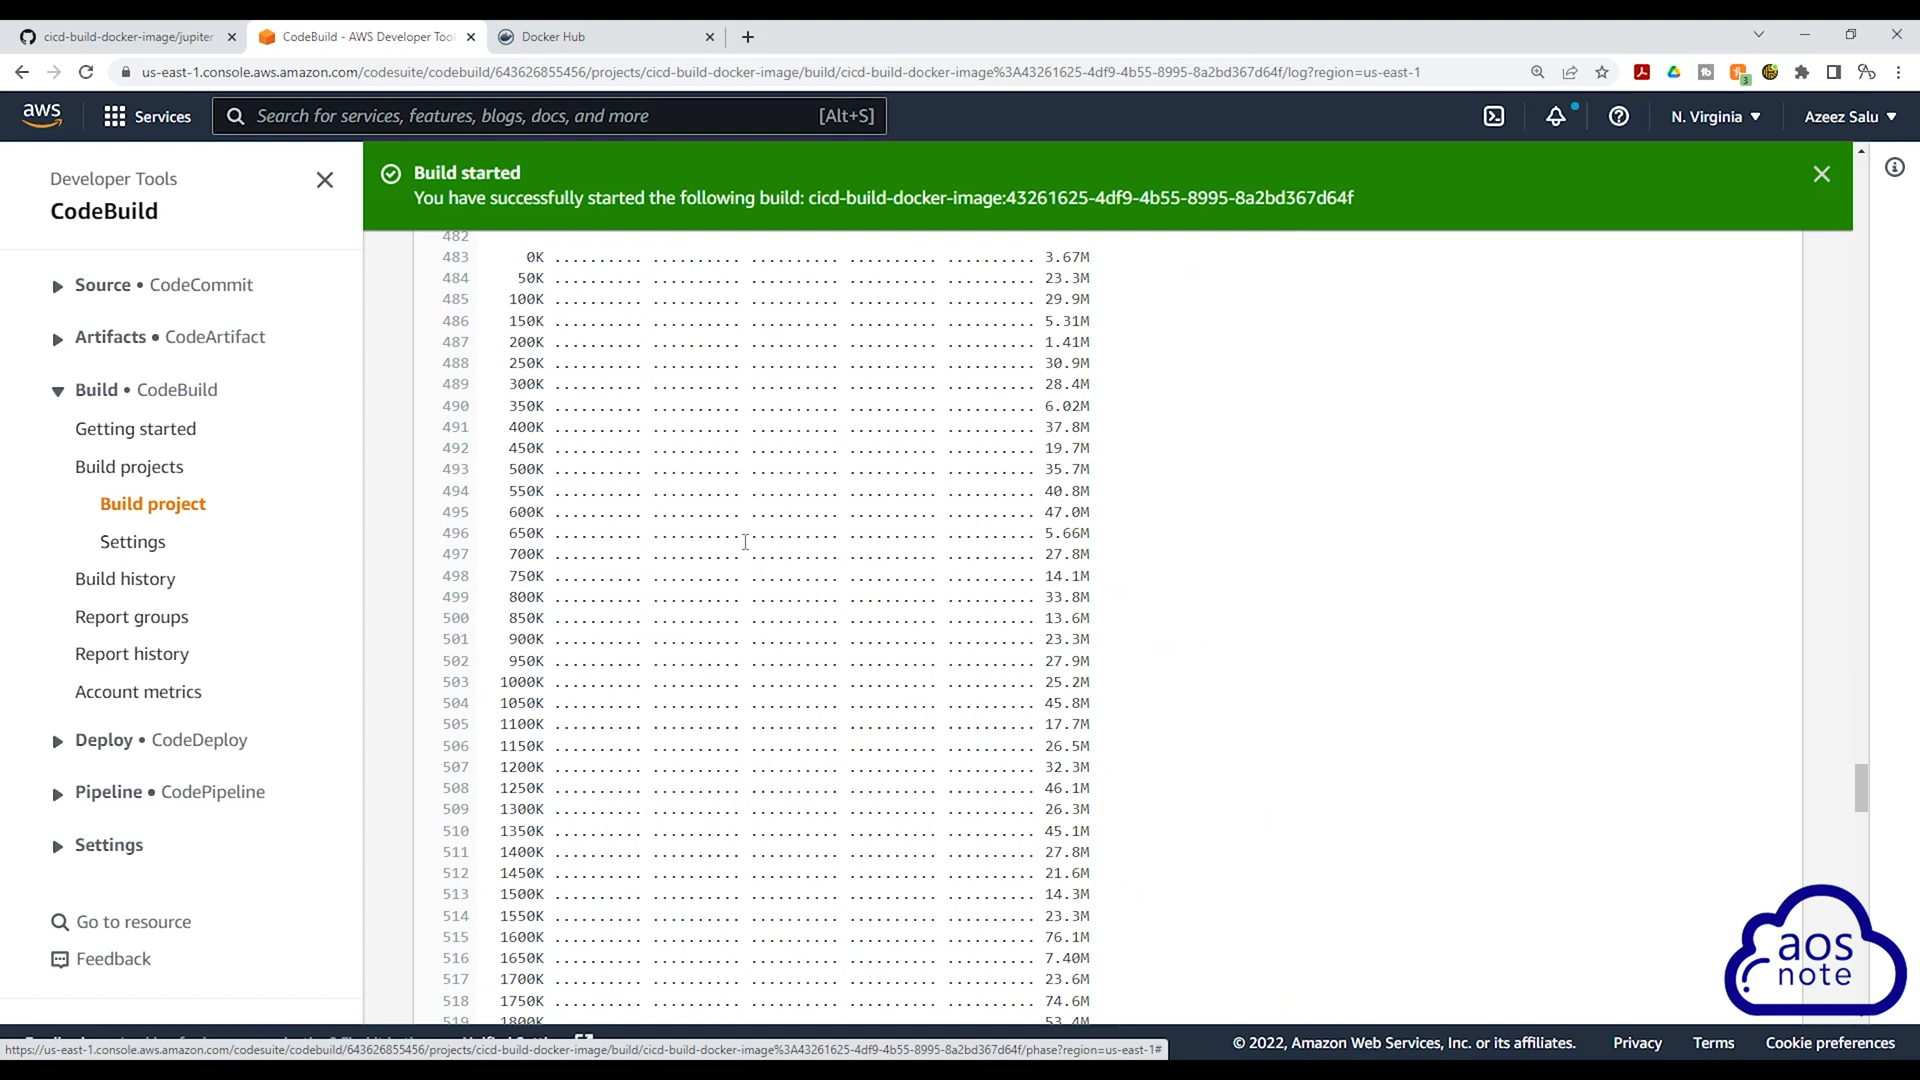 cicd-build-docker-image/jupiter
CodeBuild - AWS Developer Tool
Docker Hub
us-east-1.console.aws.amazon.com/codesuite/codebuild/643626855456/projects/cicd-build-docker-image/build/cicd-build-docker-image%3A43261625-4df9-4b55-8995-8a2bd367d64f/log?region=us-east-1
3
aws
Services
Search for services, features, blogs, docs, and more
[Alt+S]
N. Virginia
Azeez Salu
Developer Tools
CodeBuild
Source • CodeCommit
Artifacts • CodeArtifact
Build • CodeBuild
Getting started
Build projects
Build project
Settings
Build history
Report groups
Report history
Account metrics
Deploy • CodeDeploy
Pipeline • CodePipeline
Settings
Go to resource
Feedback
Build started
You have successfully started the following build: cicd-build-docker-image:43261625-4df9-4b55-8995-8a2bd367d64f
482
483 0K .......... .......... .......... .......... .......... 3.67M
484 50K .......... .......... .......... .......... .......... 23.3M
485 100K .......... .......... .......... .......... .......... 29.9M
486 150K .......... .......... .......... .......... .......... 5.31M
487 200K .......... .......... .......... .......... .......... 1.41M
488 250K .......... .......... .......... .......... .......... 30.9M
489 300K .......... .......... .......... .......... .......... 28.4M
490 350K .......... .......... .......... .......... .......... 6.02M
491 400K .......... .......... .......... .......... .......... 37.8M
492 450K .......... .......... .......... .......... .......... 19.7M
493 500K .......... .......... .......... .......... .......... 35.7M
494 550K .......... .......... .......... .......... .......... 40.8M
495 600K .......... .......... .......... .......... .......... 47.0M
496 650K .......... .......... .......... .......... .......... 5.66M
497 700K .......... .......... .......... .......... .......... 27.8M
498 750K .......... .......... .......... .......... .......... 14.1M
499 800K .......... .......... .......... .......... .......... 33.8M
500 850K .......... .......... .......... .......... .......... 13.6M
501 900K .......... .......... .......... .......... .......... 23.3M
502 950K .......... .......... .......... .......... .......... 27.9M
503 1000K .......... .......... .......... .......... .......... 25.2M
504 1050K .......... .......... .......... .......... .......... 45.8M
505 1100K .......... .......... .......... .......... .......... 17.7M
506 1150K .......... .......... .......... .......... .......... 26.5M
507 1200K .......... .......... .......... .......... .......... 32.3M
508 1250K .......... .......... .......... .......... .......... 46.1M
509 1300K .......... .......... .......... .......... .......... 26.3M
510 1350K .......... .......... .......... .......... .......... 45.1M
511 1400K .......... .......... .......... .......... .......... 27.8M
512 1450K .......... .......... .......... .......... .......... 21.6M
513 1500K .......... .......... .......... .......... .......... 14.3M
514 1550K .......... .......... .......... .......... .......... 23.3M
515 1600K .......... .......... .......... .......... .......... 76.1M
516 1650K .......... .......... .......... .......... .......... 7.40M
517 1700K .......... .......... .......... .......... .......... 23.6M
518 1750K .......... .......... .......... .......... .......... 74.6M
519 1800K 53.4M
aos
note
https://us-east-1.console.aws.amazon.com/codesuite/codebuild/643626855456/projects/cicd-build-docker-image/build/cicd-build-docker-image%3A43261625-4df9-4b55-8995-8a2bd367d64f/phase?region=us-east-1#
© 2022, Amazon Web Services, Inc. or its affiliates.
Privacy
Terms
Cookie preferences